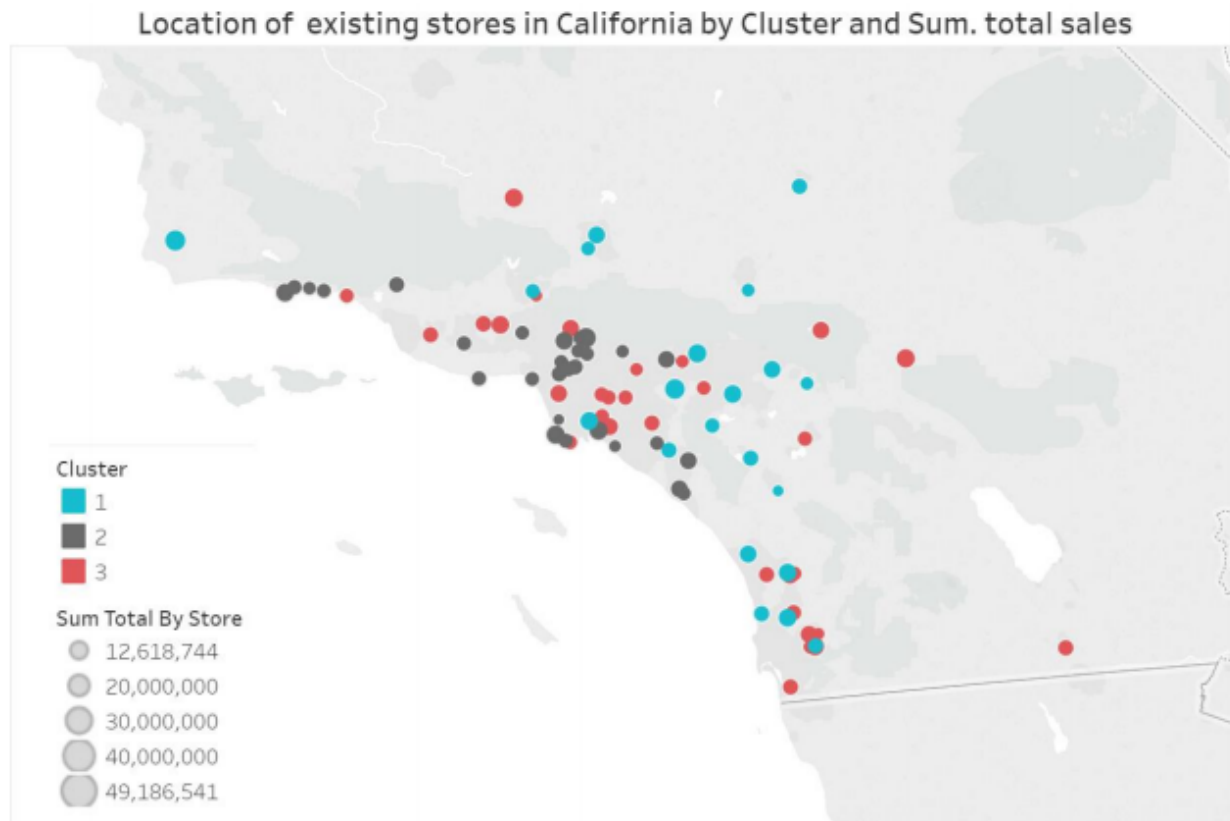 Location of existing stores in California by Cluster and Sum. total sales
Cluster
1
2
3
Sum Total By Store
12,618,744
20,000,000
30,000,000
40,000,000
49,186,541